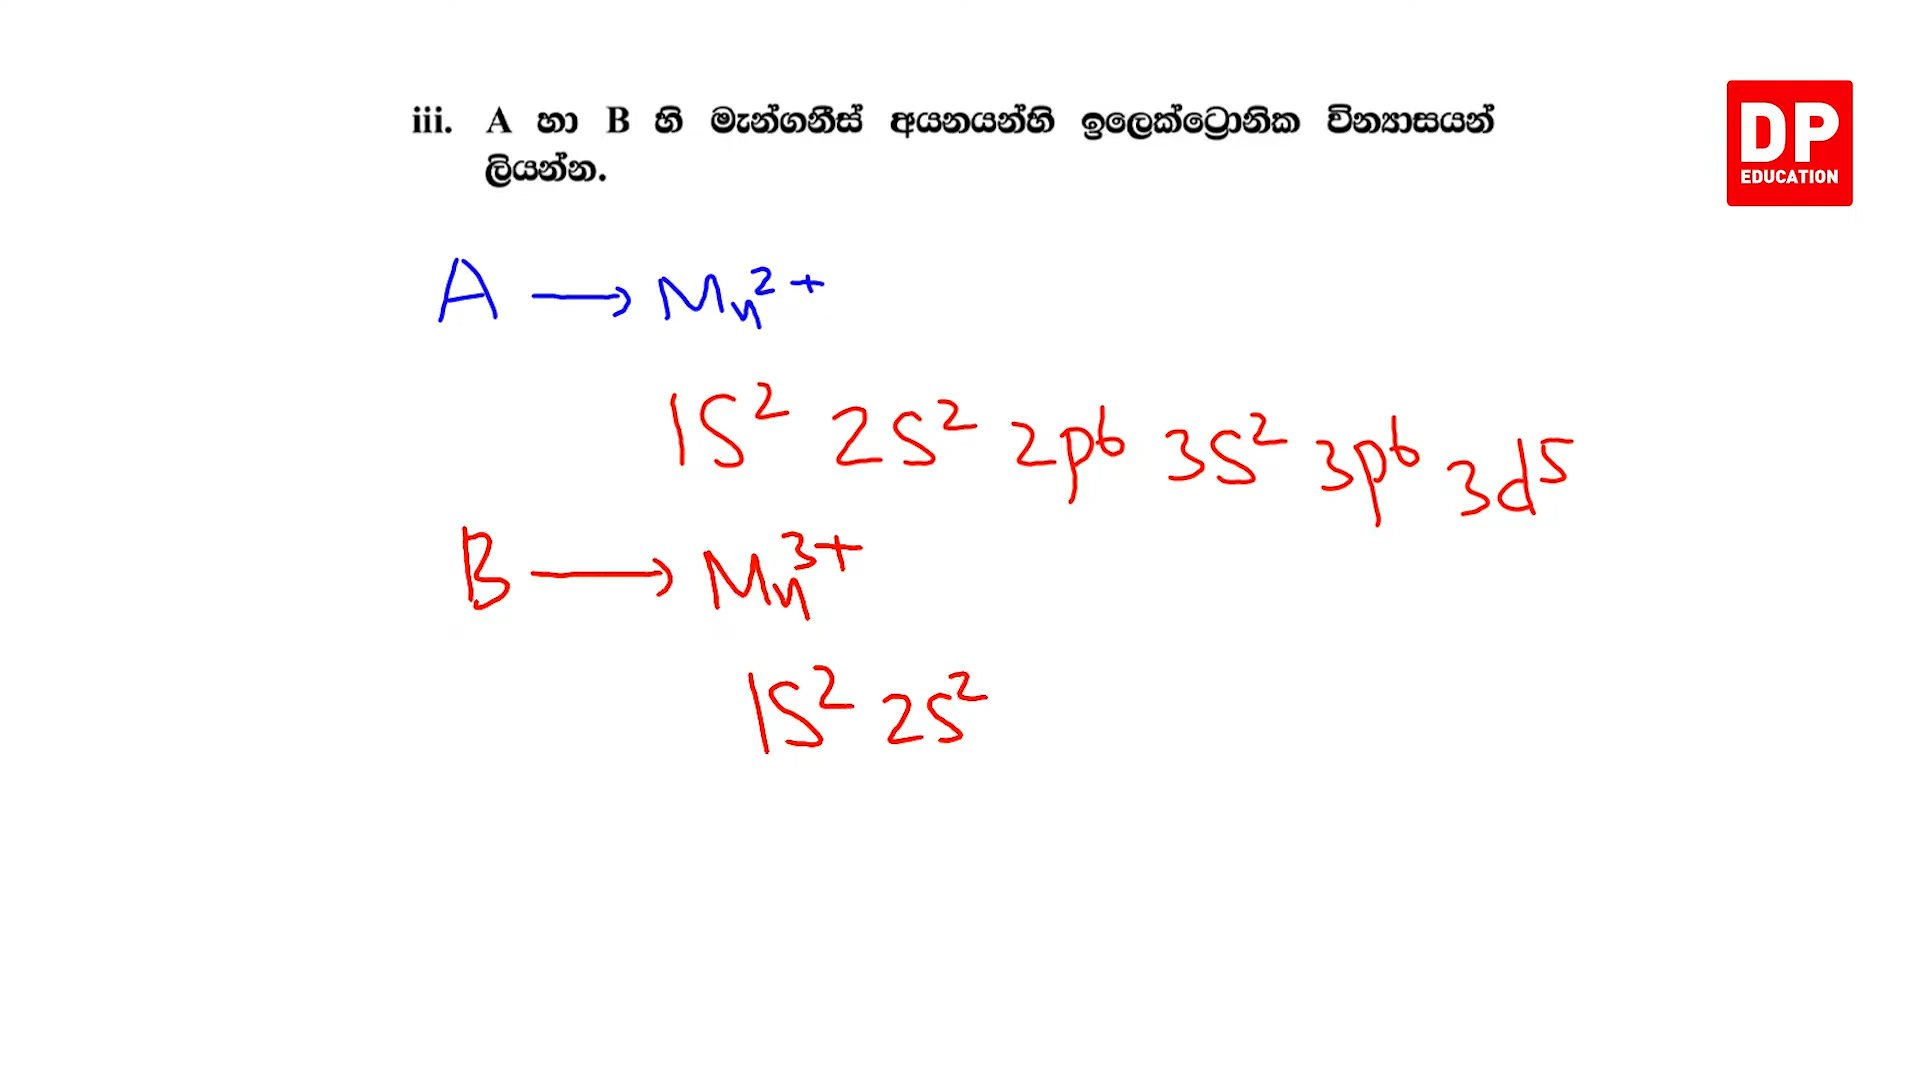 iii. A හා B හි මැන්ගනීස් අයනයන්හි ඉලෙක්ට්‍රොනික වින්‍යාසයන්
ලියන්න.
DP
EDUCATION
A → Mn²⁺
1S² 2S² 2p⁶ 3S² 3p⁶ 3d⁵
B → Mn³⁺
1S² 2S²